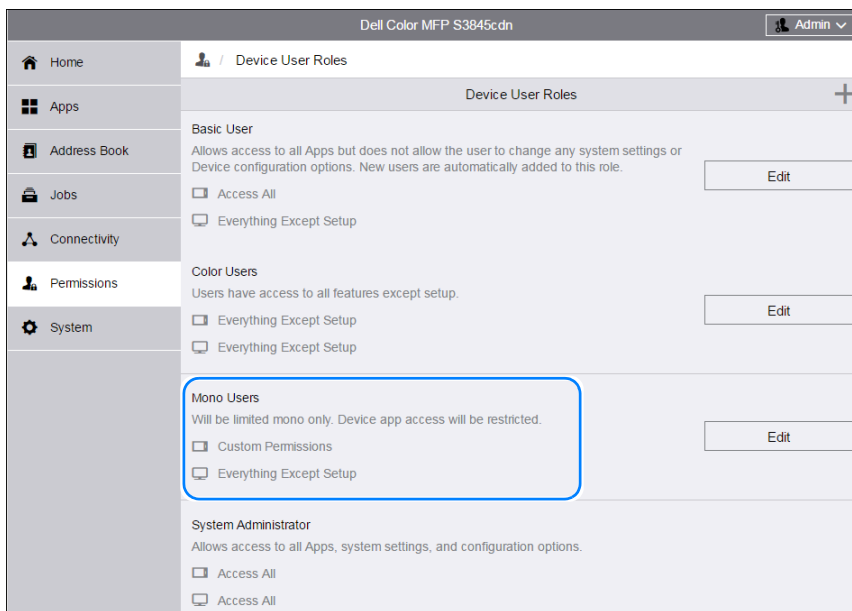 Dell Color MFP S3845cdn
Admin
Home
Apps
Address Book
Jobs
Connectivity
Permissions
System
/ Device User Roles
Device User Roles
Basic User
Allows access to all Apps but does not allow the user to change any system settings or
Device configuration options. New users are automatically added to this role.
Access All
Everything Except Setup
Edit
Color Users
Users have access to all features except setup.
Everything Except Setup
Everything Except Setup
Edit
Mono Users
Will be limited mono only. Device app access will be restricted.
Custom Permissions
Everything Except Setup
Edit
System Administrator
Allows access to all Apps, system settings, and configuration options.
Access All
Access All